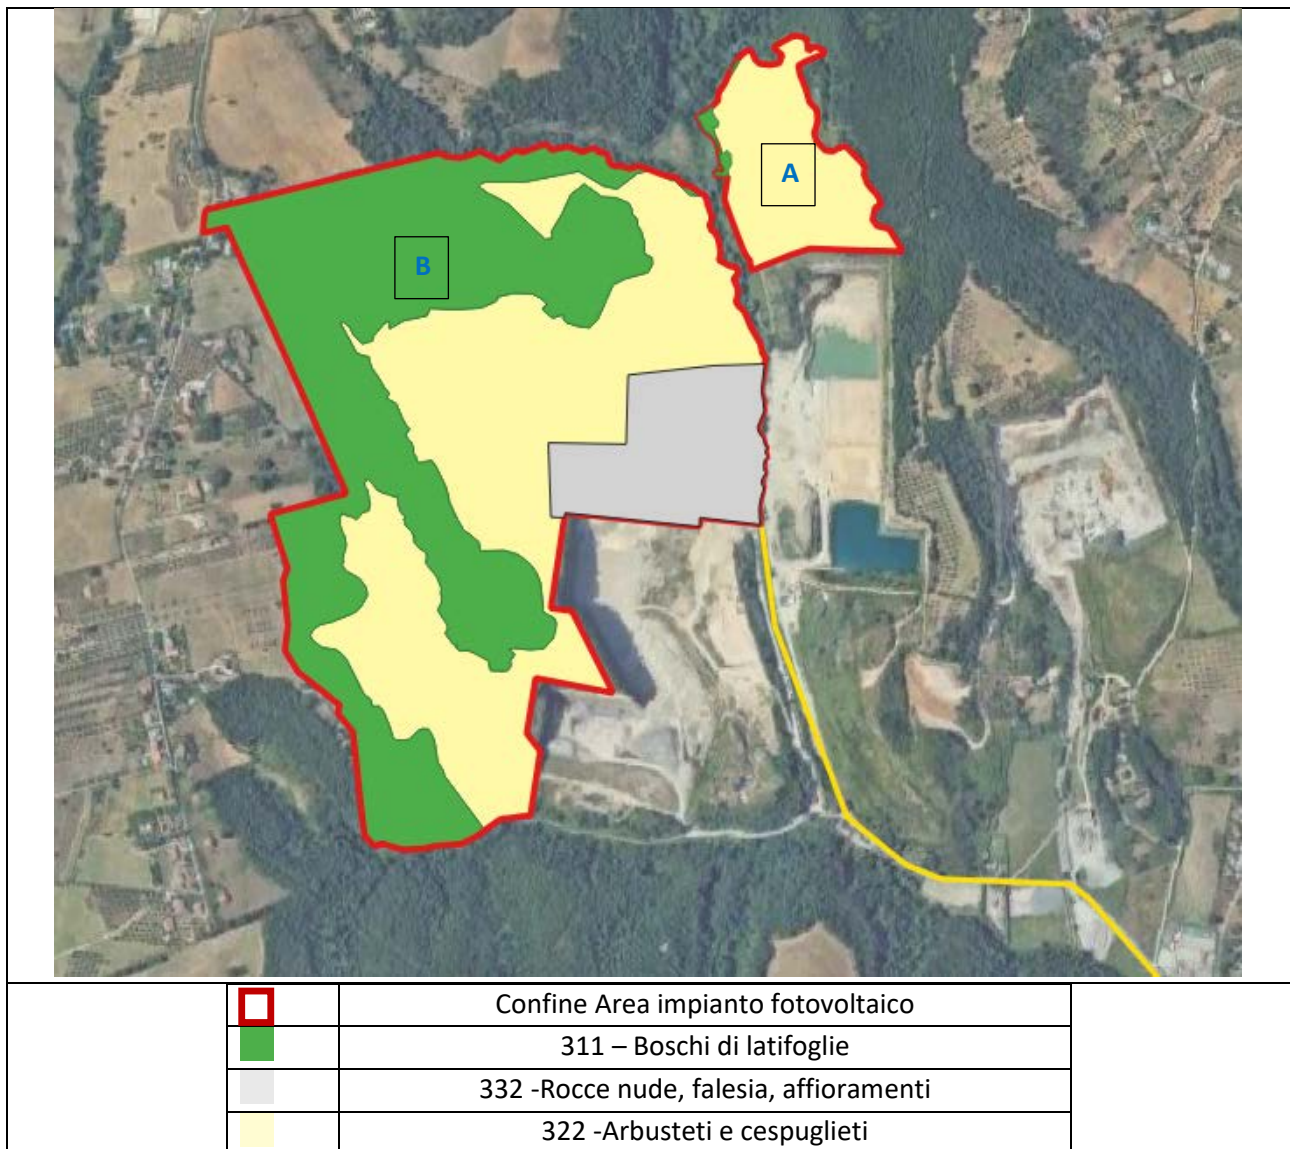 A
B
Confine Area impianto fotovoltaico
311 – Boschi di latifoglie
332 -Rocce nude, falesia, affioramenti
322 -Arbusteti e cespuglieti